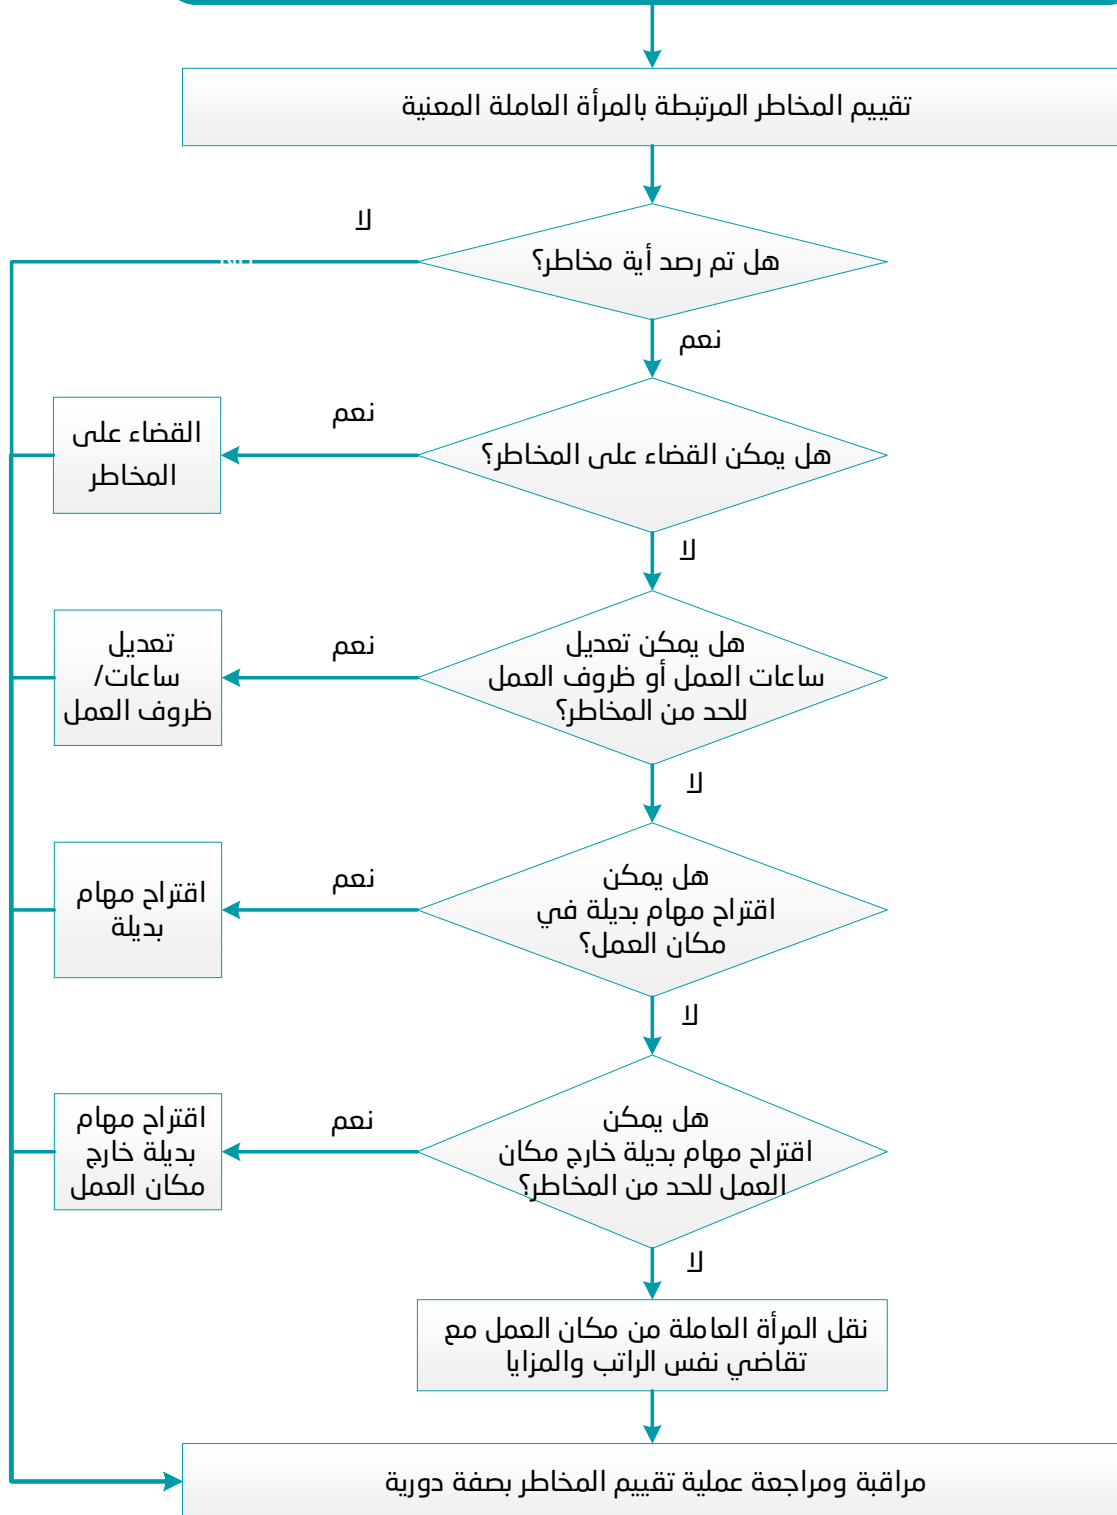 تقييم المخاطر المرتبطة بالمرأة العاملة المعنية
لا
هل تم رصد أية مخاطر؟
نعم
هل يمكن القضاء على المخاطر؟
نعم
القضاء على
المخاطر
لا
هل يمكن تعديل
ساعات العمل أو ظروف العمل
للحد من المخاطر؟
نعم
تعديل
ساعات/
ظروف العمل
لا
هل يمكن
اقتراح مهام بديلة في
مكان العمل؟
نعم
اقتراح مهام
بديلة
لا
هل يمكن
اقتراح مهام بديلة خارج مكان
العمل للحد من المخاطر؟
نعم
اقتراح مهام
بديلة خارج
مكان العمل
لا
نقل المرأة العاملة من مكان العمل مع
تقاضي نفس الراتب والمزايا
مراقبة ومراجعة عملية تقييم المخاطر بصفة دورية